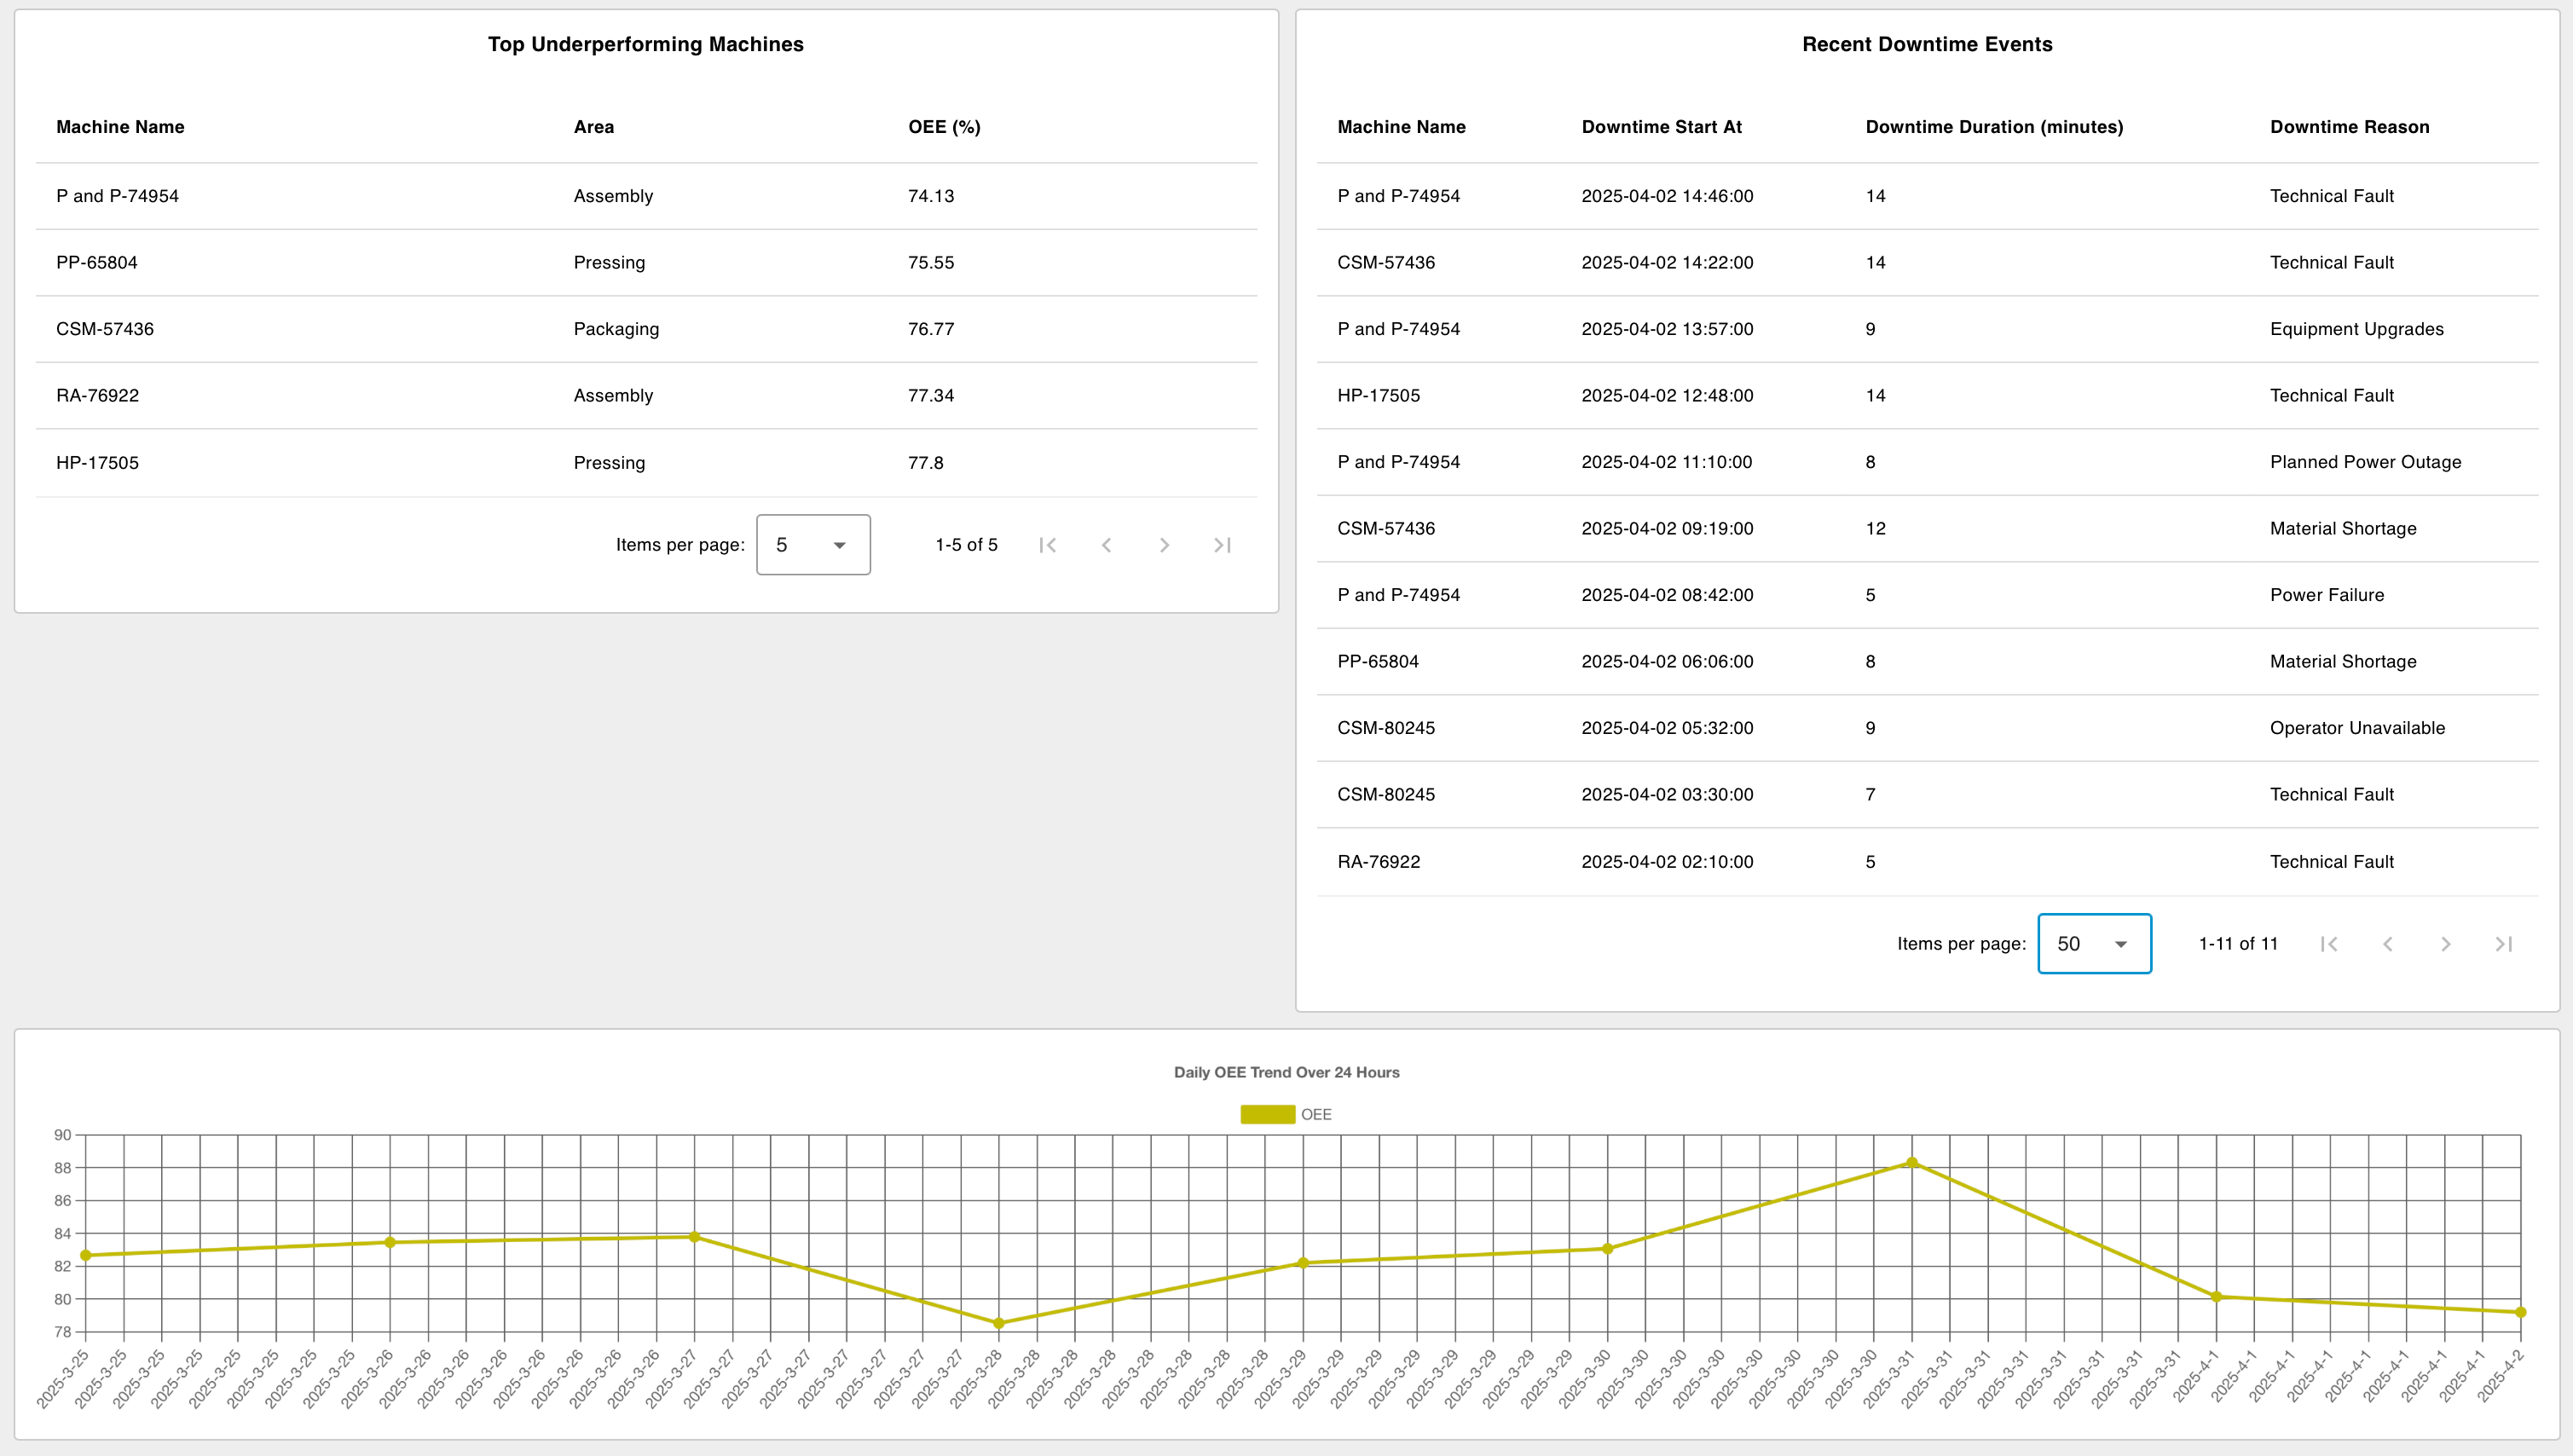 Top Underperforming Machines
Machine Name Area OEE (%)
P and P-74954 Assembly 74.13
PP-65804 Pressing 75.55
CSM-57436 Packaging 76.77
RA-76922 Assembly 77.34
HP-17505 Pressing 77.8
Items per page: 5 1-5 of 5
Recent Downtime Events
Machine Name Downtime Start At Downtime Duration (minutes) Downtime Reason
P and P-74954 2025-04-02 14:46:00 14 Technical Fault
CSM-57436 2025-04-02 14:22:00 14 Technical Fault
P and P-74954 2025-04-02 13:57:00 9 Equipment Upgrades
HP-17505 2025-04-02 12:48:00 14 Technical Fault
P and P-74954 2025-04-02 11:10:00 8 Planned Power Outage
CSM-57436 2025-04-02 09:19:00 12 Material Shortage
P and P-74954 2025-04-02 08:42:00 5 Power Failure
PP-65804 2025-04-02 06:06:00 8 Material Shortage
CSM-80245 2025-04-02 05:32:00 9 Operator Unavailable
CSM-80245 2025-04-02 03:30:00 7 Technical Fault
RA-76922 2025-04-02 02:10:00 5 Technical Fault
Items per page: 50 1-11 of 11
Daily OEE Trend Over 24 Hours
OEE
90
88
86
84
82
80
78
2025-3-25 2025-3-25 2025-3-25 2025-3-25 2025-3-25 2025-3-25 2025-3-25 2025-3-25 2025-3-26 2025-3-26 2025-3-26 2025-3-26 2025-3-26 2025-3-26 2025-3-26 2025-3-26 2025-3-27 2025-3-27 2025-3-27 2025-3-27 2025-3-27 2025-3-27 2025-3-27 2025-3-27 2025-3-28 2025-3-28 2025-3-28 2025-3-28 2025-3-28 2025-3-28 2025-3-28 2025-3-28 2025-3-29 2025-3-29 2025-3-29 2025-3-29 2025-3-29 2025-3-29 2025-3-29 2025-3-29 2025-3-30 2025-3-30 2025-3-30 2025-3-30 2025-3-30 2025-3-30 2025-3-30 2025-3-30 2025-3-31 2025-3-31 2025-3-31 2025-3-31 2025-3-31 2025-3-31 2025-3-31 2025-3-31 2025-4-1 2025-4-1 2025-4-1 2025-4-1 2025-4-1 2025-4-1 2025-4-1 2025-4-1 2025-4-2